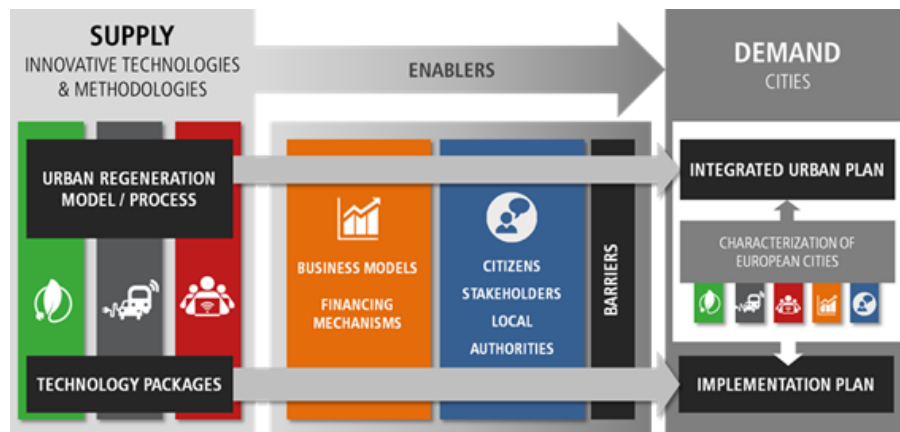 SUPPLY
INNOVATIVE TECHNOLOGIES
& METHODOLOGIES
ENABLERS
DEMAND
CITIES
URBAN REGENERATION
MODEL / PROCESS
TECHNOLOGY PACKAGES
BUSINESS MODELS
FINANCING
MECHANISMS
CITIZENS
STAKEHOLDERS
LOCAL
AUTHORITIES
BARRIERS
INTEGRATED URBAN PLAN
CHARACTERIZATION OF
EUROPEAN CITIES
IMPLEMENTATION PLAN